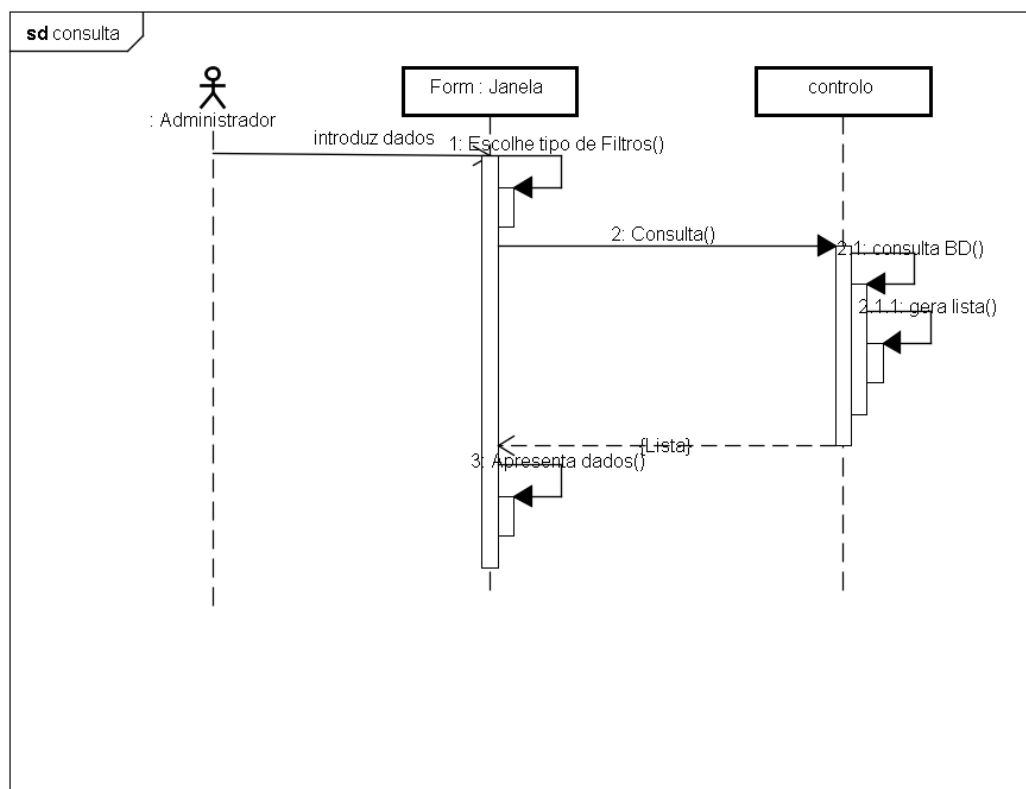 sd consulta
: Administrador
Form : Janela
controlo
introduz dados
1: Escolhe tipo de Filtros()
2: Consulta()
2.1: consulta BD()
2.1.1: gera lista()
{Lista}
3: Apresenta dados()